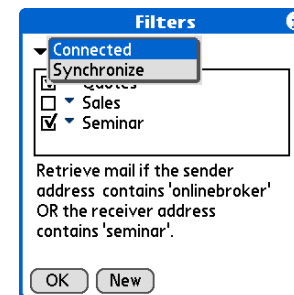 Filters
Connected
Synchronize
Quotes
Sales
Seminar
Retrieve mail if the sender
address contains 'onlinebroker'
OR the receiver address
contains 'seminar'.
OK New